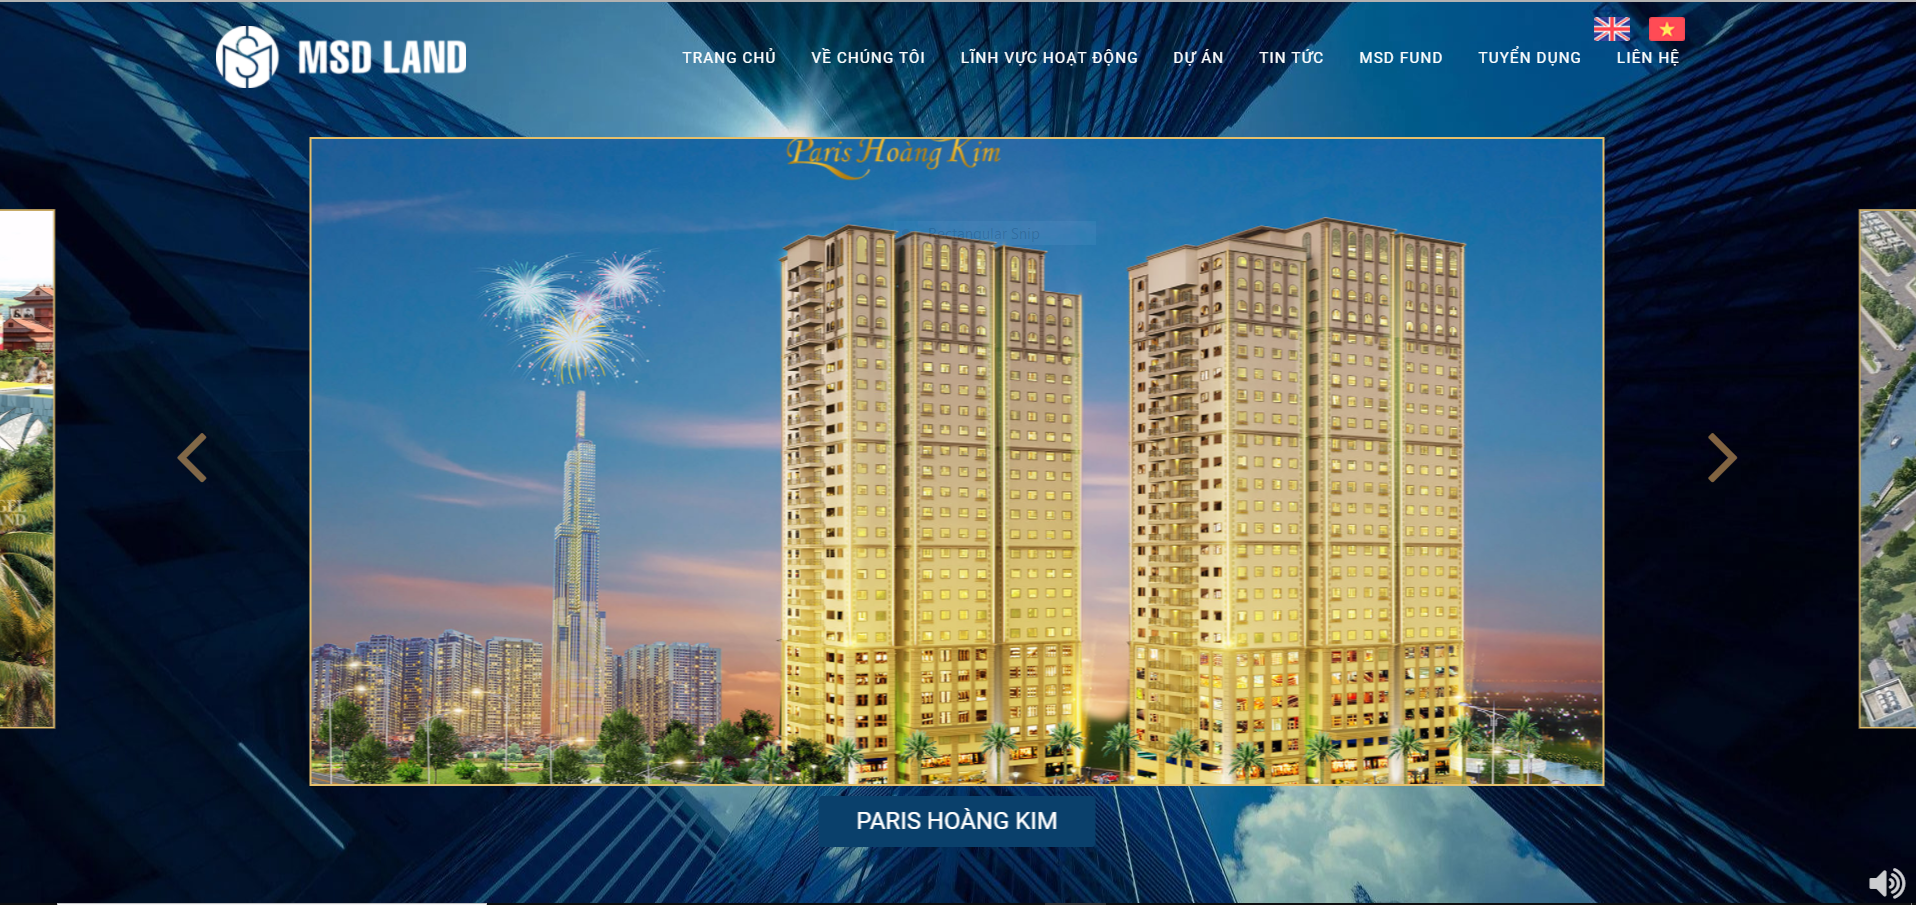 MSD LAND
TRANG CHỦ VỀ CHÚNG TÔI LĨNH VỰC HOẠT ĐỘNG DỰ ÁN TIN TỨC MSD FUND TUYỂN DỤNG LIÊN HỆ
Paris Hoàng Kim
Rectangular Snip
PARIS HOÀNG KIM